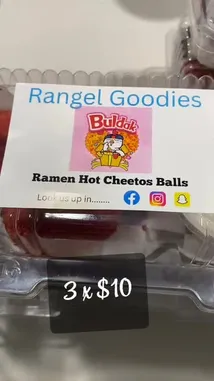 Rangel Goodies
Buldak
Ramen Hot Cheetos Balls
Look us up in........
3 x $10